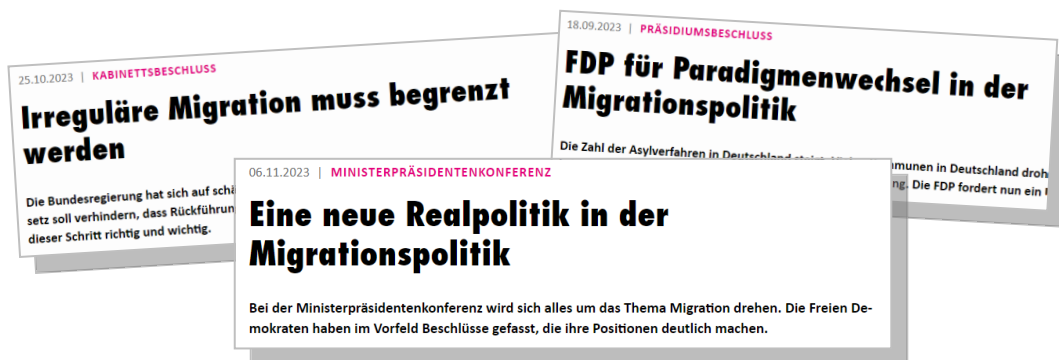 25.10.2023 | KABINETTSBESCHLUSS
Irreguläre Migration muss begrenzt
werden
Die Bundesregierung hat sich auf
setz soll verhindern, dass
dieser Schritt richtig und wichtig.
18.09.2023 | PRÄSIDIUMSBESCHLUSS
FDP für Paradigmenwechsel in der
Migrationspolitik
Die Zahl der Asylverfahren in Deutschland in Deutschland
Die FDP fordert nun ein
06.11.2023 | MINISTERPRÄSIDENTENKONFERENZ
Eine neue Realpolitik in der
Migrationspolitik
Bei der Ministerpräsidentenkonferenz wird sich alles um das Thema Migration drehen. Die Freien De-
mokraten haben im Vorfeld Beschlüsse gefasst, die ihre Positionen deutlich machen.